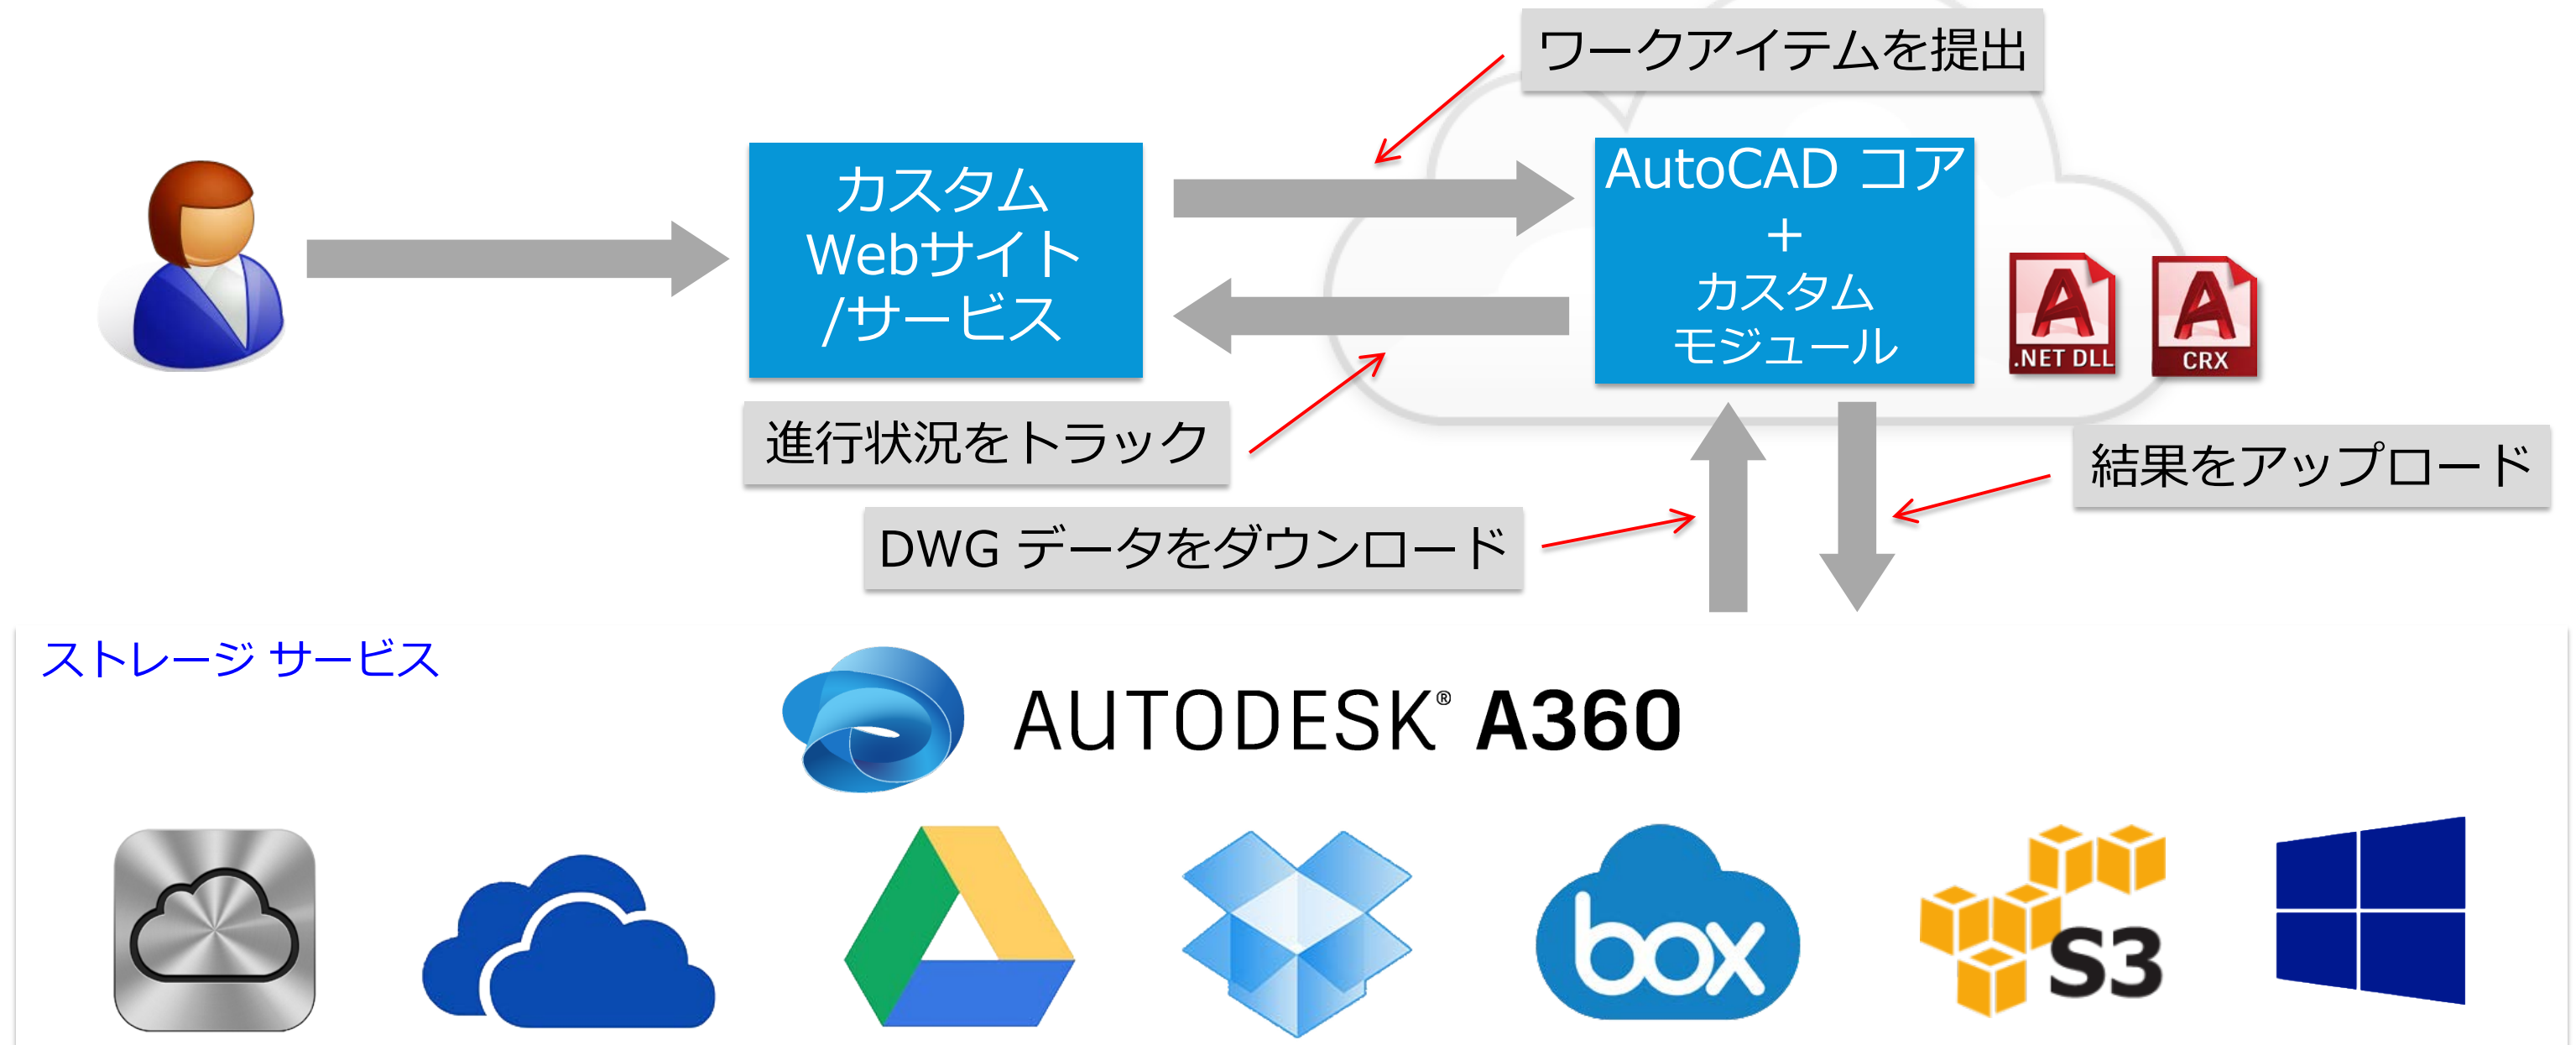 ワークアイテムを提出
カスタム
Webサイト
/サービス
AutoCAD コア
+
カスタム
モジュール
.NET DLL
CRX
進行状況をトラック
結果をアップロード
DWG データをダウンロード
ストレージ サービス
AUTODESK® A360
box
S3